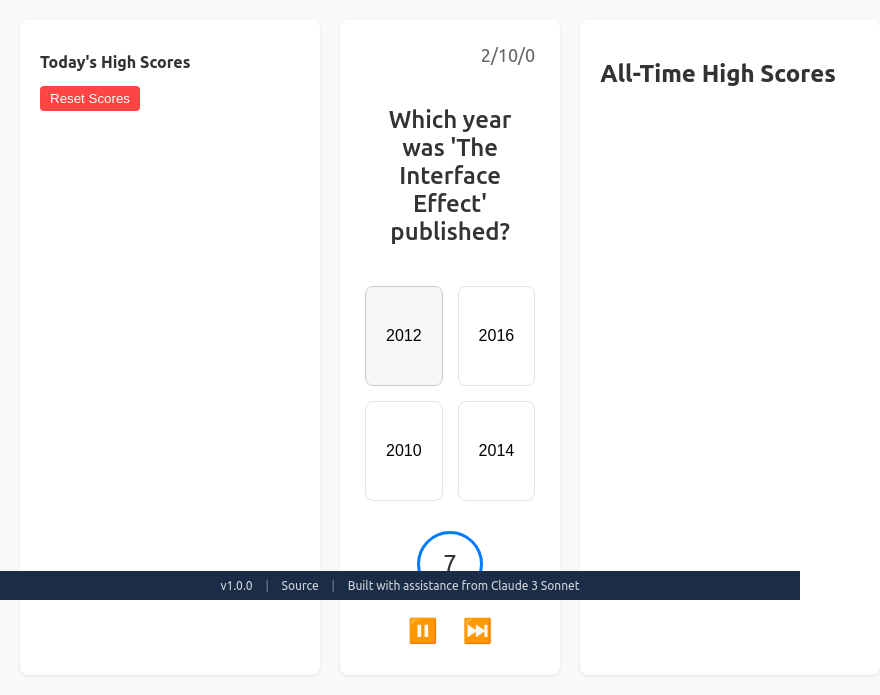 Today's High Scores
Reset Scores
2/10/0
Which year
was 'The
Interface
Effect'
published?
2012
2016
2010
2014
7
All-Time High Scores
v1.0.0 | Source | Built with assistance from Claude 3 Sonnet